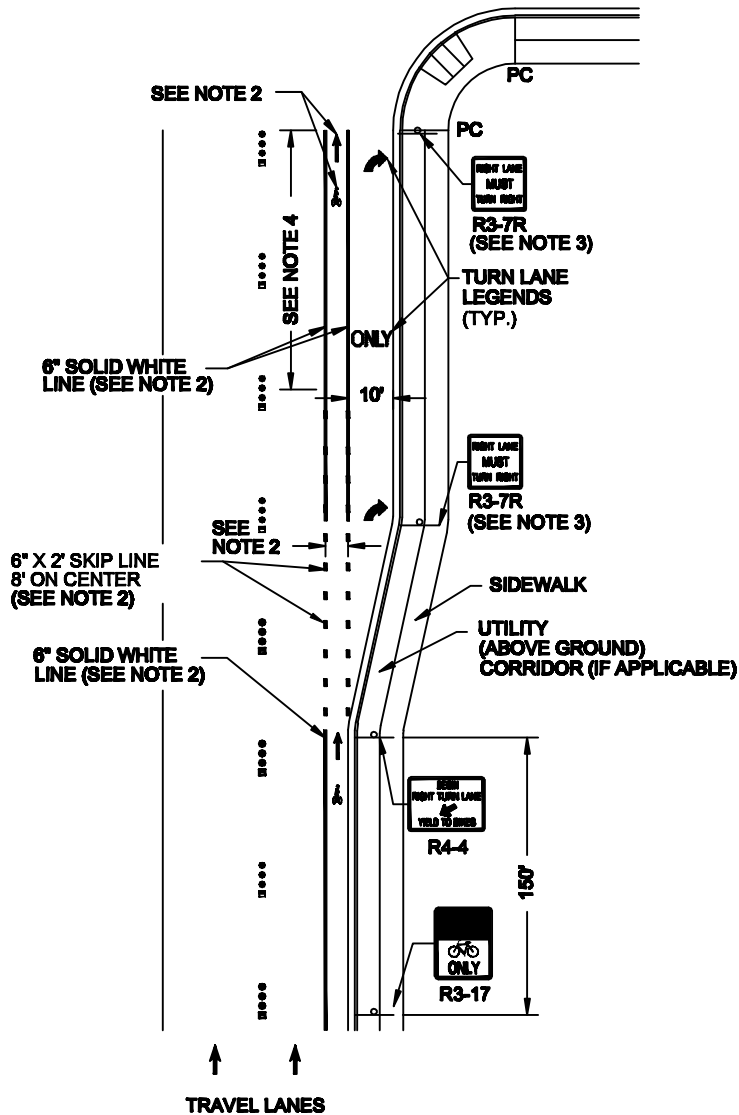 PC
SEE NOTE 2
PC
RIGHT LANE
MUST
TURN RIGHT
R3-7R
(SEE NOTE 3)
SEE NOTE 4
TURN LANE
LEGENDS
(TYP.)
ONLY
6" SOLID WHITE
LINE (SEE NOTE 2)
10'
RIGHT LANE
MUST
TURN RIGHT
R3-7R
(SEE NOTE 3)
SEE
NOTE 2
6" X 2' SKIP LINE
8' ON CENTER
(SEE NOTE 2)
SIDEWALK
UTILITY
(ABOVE GROUND)
CORRIDOR (IF APPLICABLE)
6" SOLID WHITE
LINE (SEE NOTE 2)
BEGIN
RIGHT TURN LANE
YIELD TO BIKES
R4-4
150'
ONLY
R3-17
TRAVEL LANES